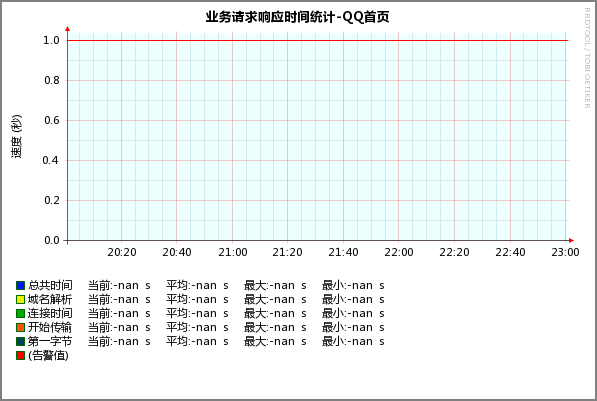 业务请求响应时间统计-QQ首页
RRDTOOL / TOBI OETIKER
速度 (秒)
1.0
0.8
0.6
0.4
0.2
0.0
20:20 20:40 21:00 21:20 21:40 22:00 22:20 22:40 23:00
总共时间 当前:-nan s 平均:-nan s 最大:-nan s 最小:-nan s
域名解析 当前:-nan s 平均:-nan s 最大:-nan s 最小:-nan s
连接时间 当前:-nan s 平均:-nan s 最大:-nan s 最小:-nan s
开始传输 当前:-nan s 平均:-nan s 最大:-nan s 最小:-nan s
第一字节 当前:-nan s 平均:-nan s 最大:-nan s 最小:-nan s
(告警值)